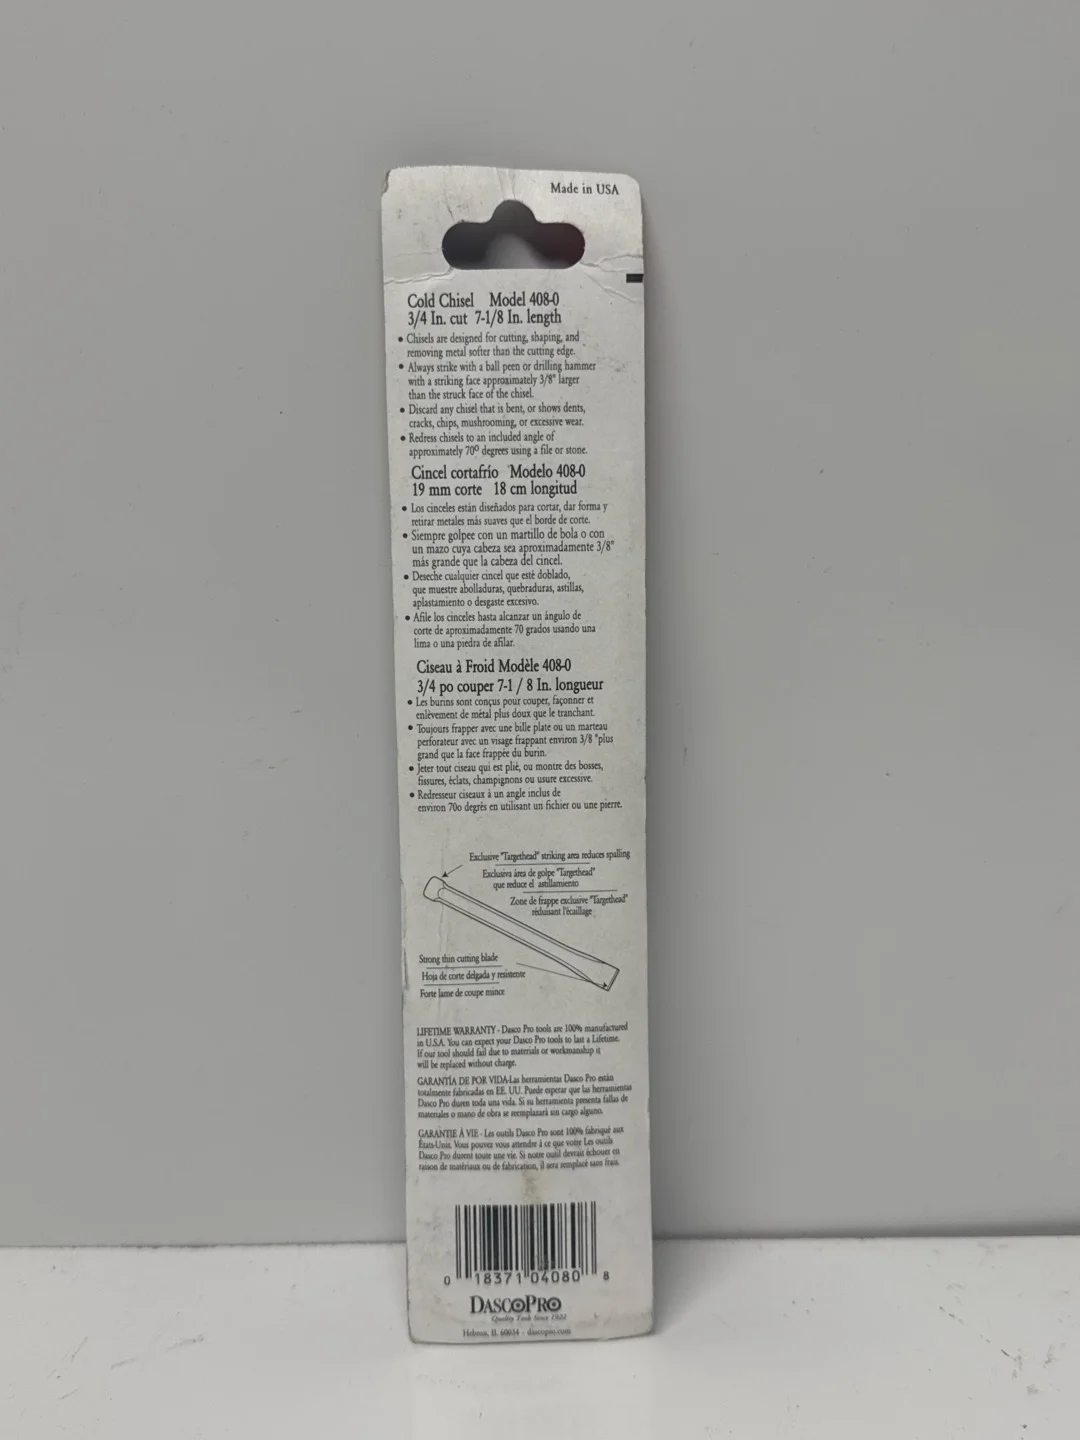 Made in USA
Cold Chisel Model 408-0
3/4 In. cut 7-1/8 In. length
• Chisels are designed for cutting, shaping, and
removing metal softer than the cutting edge.
• Always strike with a ball peen or drilling hammer
with a striking face approximately 3/8" larger
than the struck face of the chisel.
• Discard any chisel that is bent, or shows dents,
cracks, chips, mushrooming, or excessive wear.
• Redress chisels to an included angle of
approximately 70º degrees using a file or stone.
Cincel cortafrío Modelo 408-0
19 mm corte 18 cm longitud
• Los cinceles están diseñados para cortar, dar forma y
retirar metales más suaves que el borde de corte.
• Siempre golpee con un martillo de bola o con
un mazo cuya cabeza sea aproximadamente 3/8"
más grande que la cabeza del cincel.
• Deseche cualquier cincel que esté doblado,
que muestre abolladuras, quebraduras, astillas,
aplastamiento o desgaste excesivo.
• Afile los cinceles hasta alcanzar un ángulo de
corte de aproximadamente 70 grados usando una
lima o una piedra de afilar.
Ciseau à Froid Modèle 408-0
3/4 po couper 7-1 / 8 In. longueur
• Les burins sont conçus pour couper, façonner et
enlèvement de métal plus doux que le tranchant.
• Toujours frapper avec une bille plate ou un marteau
perforateur avec un visage frappant environ 3/8 "plus
grand que la face frappée du burin.
• Jeter tout ciseau qui est plié, ou montre des bosses,
fissures, éclats, champignons ou usure excessive.
• Redresseur ciseaux à un angle inclus de
environ 70o degrés en utilisant un fichier ou une pierre.
Exclusive "Targethead" striking area reduces spalling
Exclusiva área de golpe "Targethead"
que reduce el astillamiento
Zone de frappe exclusive "Targethead"
réduisant l'écaillage
Strong thin cutting blade
Hoja de corte delgada y resistente
Forte lame de coupe mince
LIFETIME WARRANTY - Dasco Pro tools are 100% manufactured
in U.S.A. You can expect your Dasco Pro tools to last a Lifetime.
If our tool should fail due to materials or workmanship it
will be replaced without charge.
GARANTÍA DE POR VIDA-Las herramientas Dasco Pro están
totalmente fabricadas en EE. UU. Puede esperar que las herramientas
Dasco Pro duren toda una vida. Si su herramienta presenta fallas de
materiales o mano de obra se reemplazará sin cargo alguno.
GARANTIE À VIE - Les outils Dasco Pro sont 100% fabriqué aux
États-Unis. Vous pouvez vous attendre à ce que votre Les outils
Dasco Pro durent toute une vie. Si notre outil devrait échouer en
raison de matériaux ou de fabrication, il sera remplacé sans frais.
0 18371 04080 8
DASCOPRO
Quality Tools Since 1922
Hebron, IL 60034 - dascopro.com